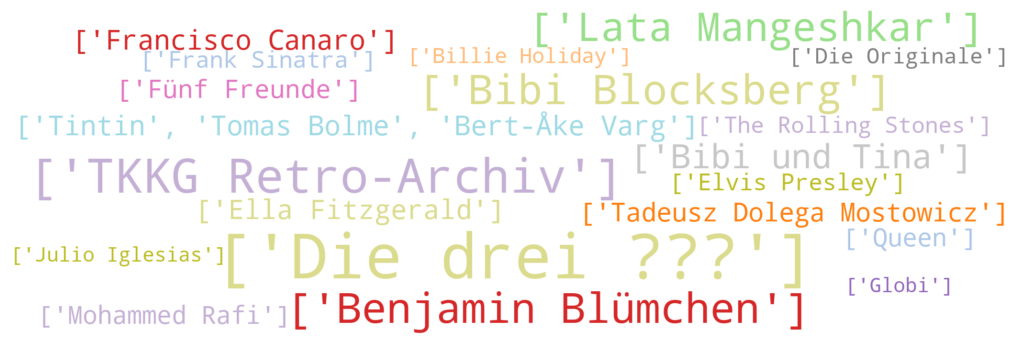 ['Lata Mangeshkar']
['Francisco Canaro']
['Frank Sinatra']
['Billie Holiday']
['Die Originale']
['Fünf Freunde']
['Bibi Blocksberg']
['Tintin', 'Tomas Bolme', 'Bert-Åke Varg']
['The Rolling Stones']
['Bibi und Tina']
['TKKG Retro-Archiv']
['Elvis Presley']
['Ella Fitzgerald']
['Tadeusz Dolega Mostowicz']
['Queen']
['Julio Iglesias']
['Die drei ???']
['Globi']
['Mohammed Rafi']
['Benjamin Blümchen']